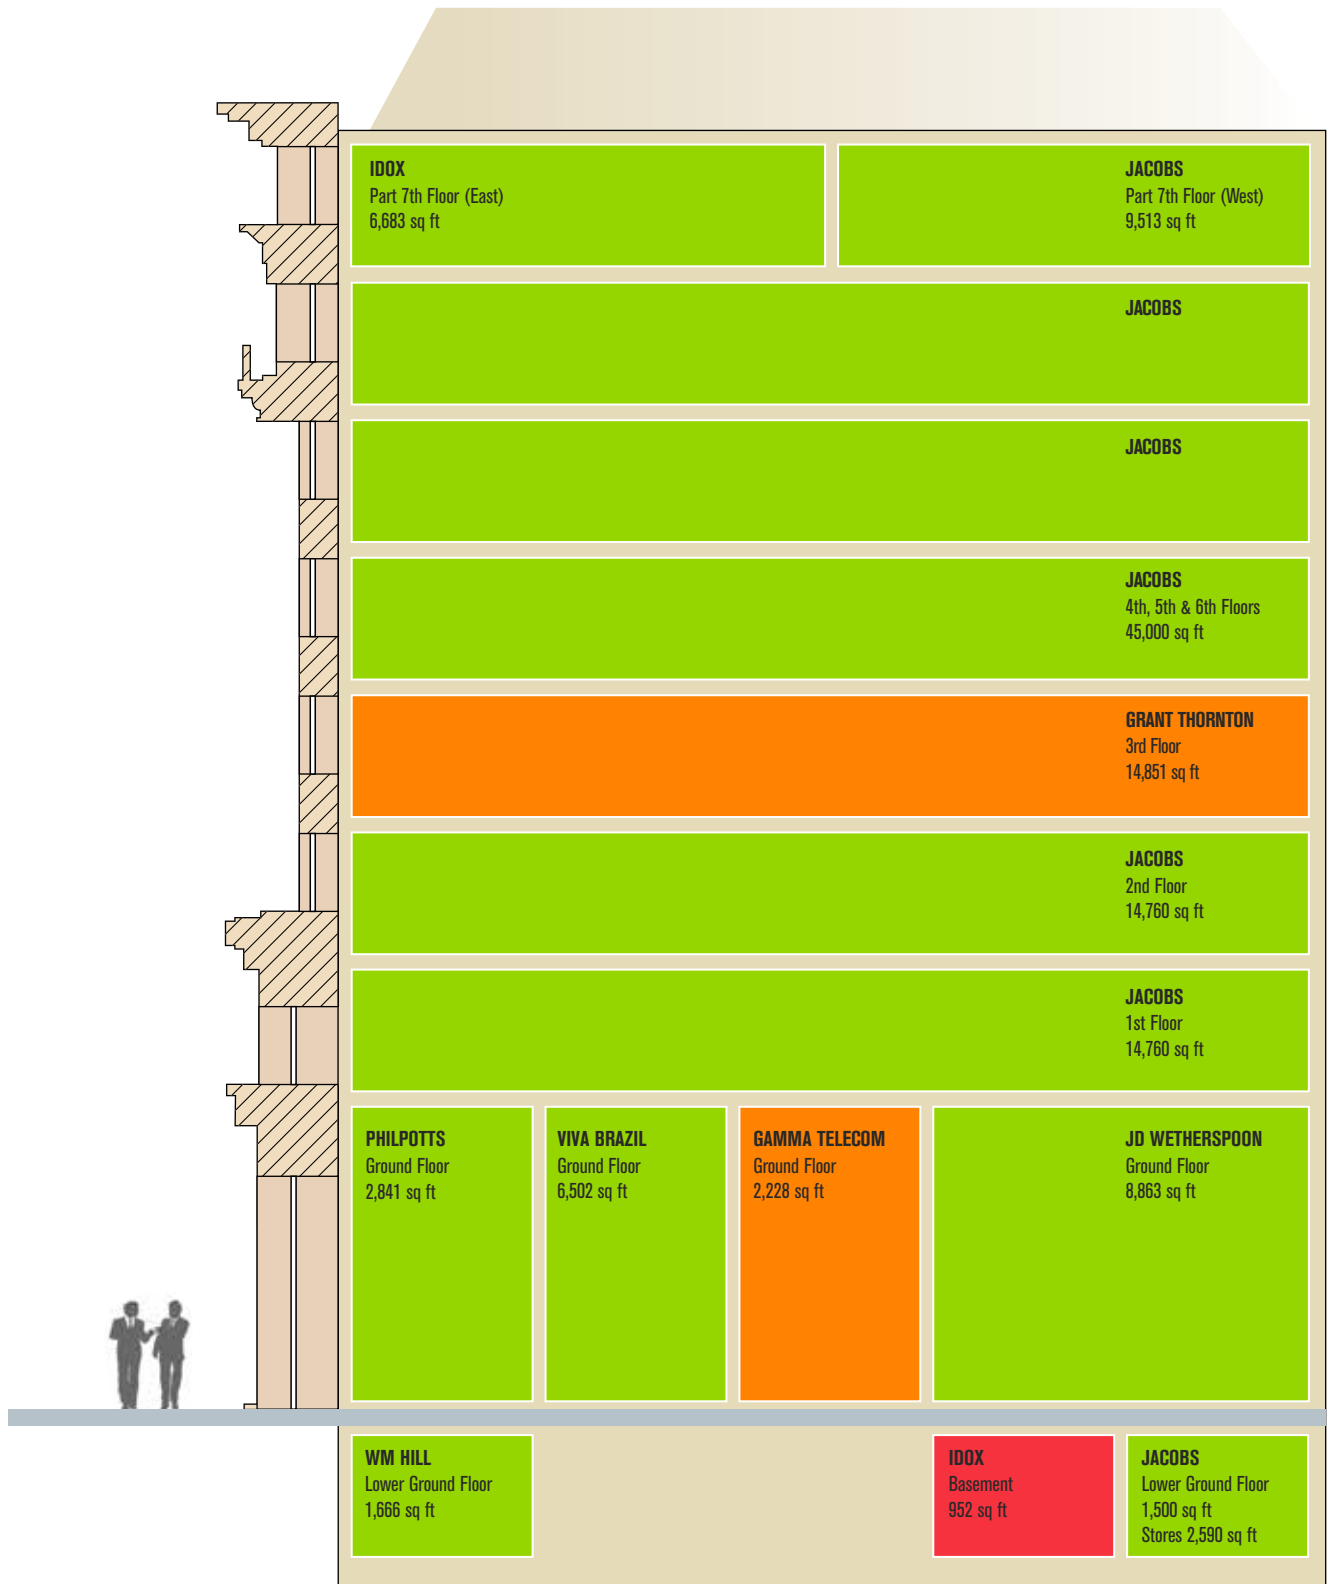 IDOX
Part 7th Floor (East)
6,683 sq ft
JACOBS
Part 7th Floor (West)
9,513 sq ft
JACOBS
JACOBS
JACOBS
4th, 5th & 6th Floors
45,000 sq ft
GRANT THORNTON
3rd Floor
14,851 sq ft
JACOBS
2nd Floor
14,760 sq ft
JACOBS
1st Floor
14,760 sq ft
PHILPOTTS
Ground Floor
2,841 sq ft
VIVA BRAZIL
Ground Floor
6,502 sq ft
GAMMA TELECOM
Ground Floor
2,228 sq ft
JD WETHERSPOON
Ground Floor
8,863 sq ft
WM HILL
Lower Ground Floor
1,666 sq ft
IDOX
Basement
952 sq ft
JACOBS
Lower Ground Floor
1,500 sq ft
Stores 2,590 sq ft